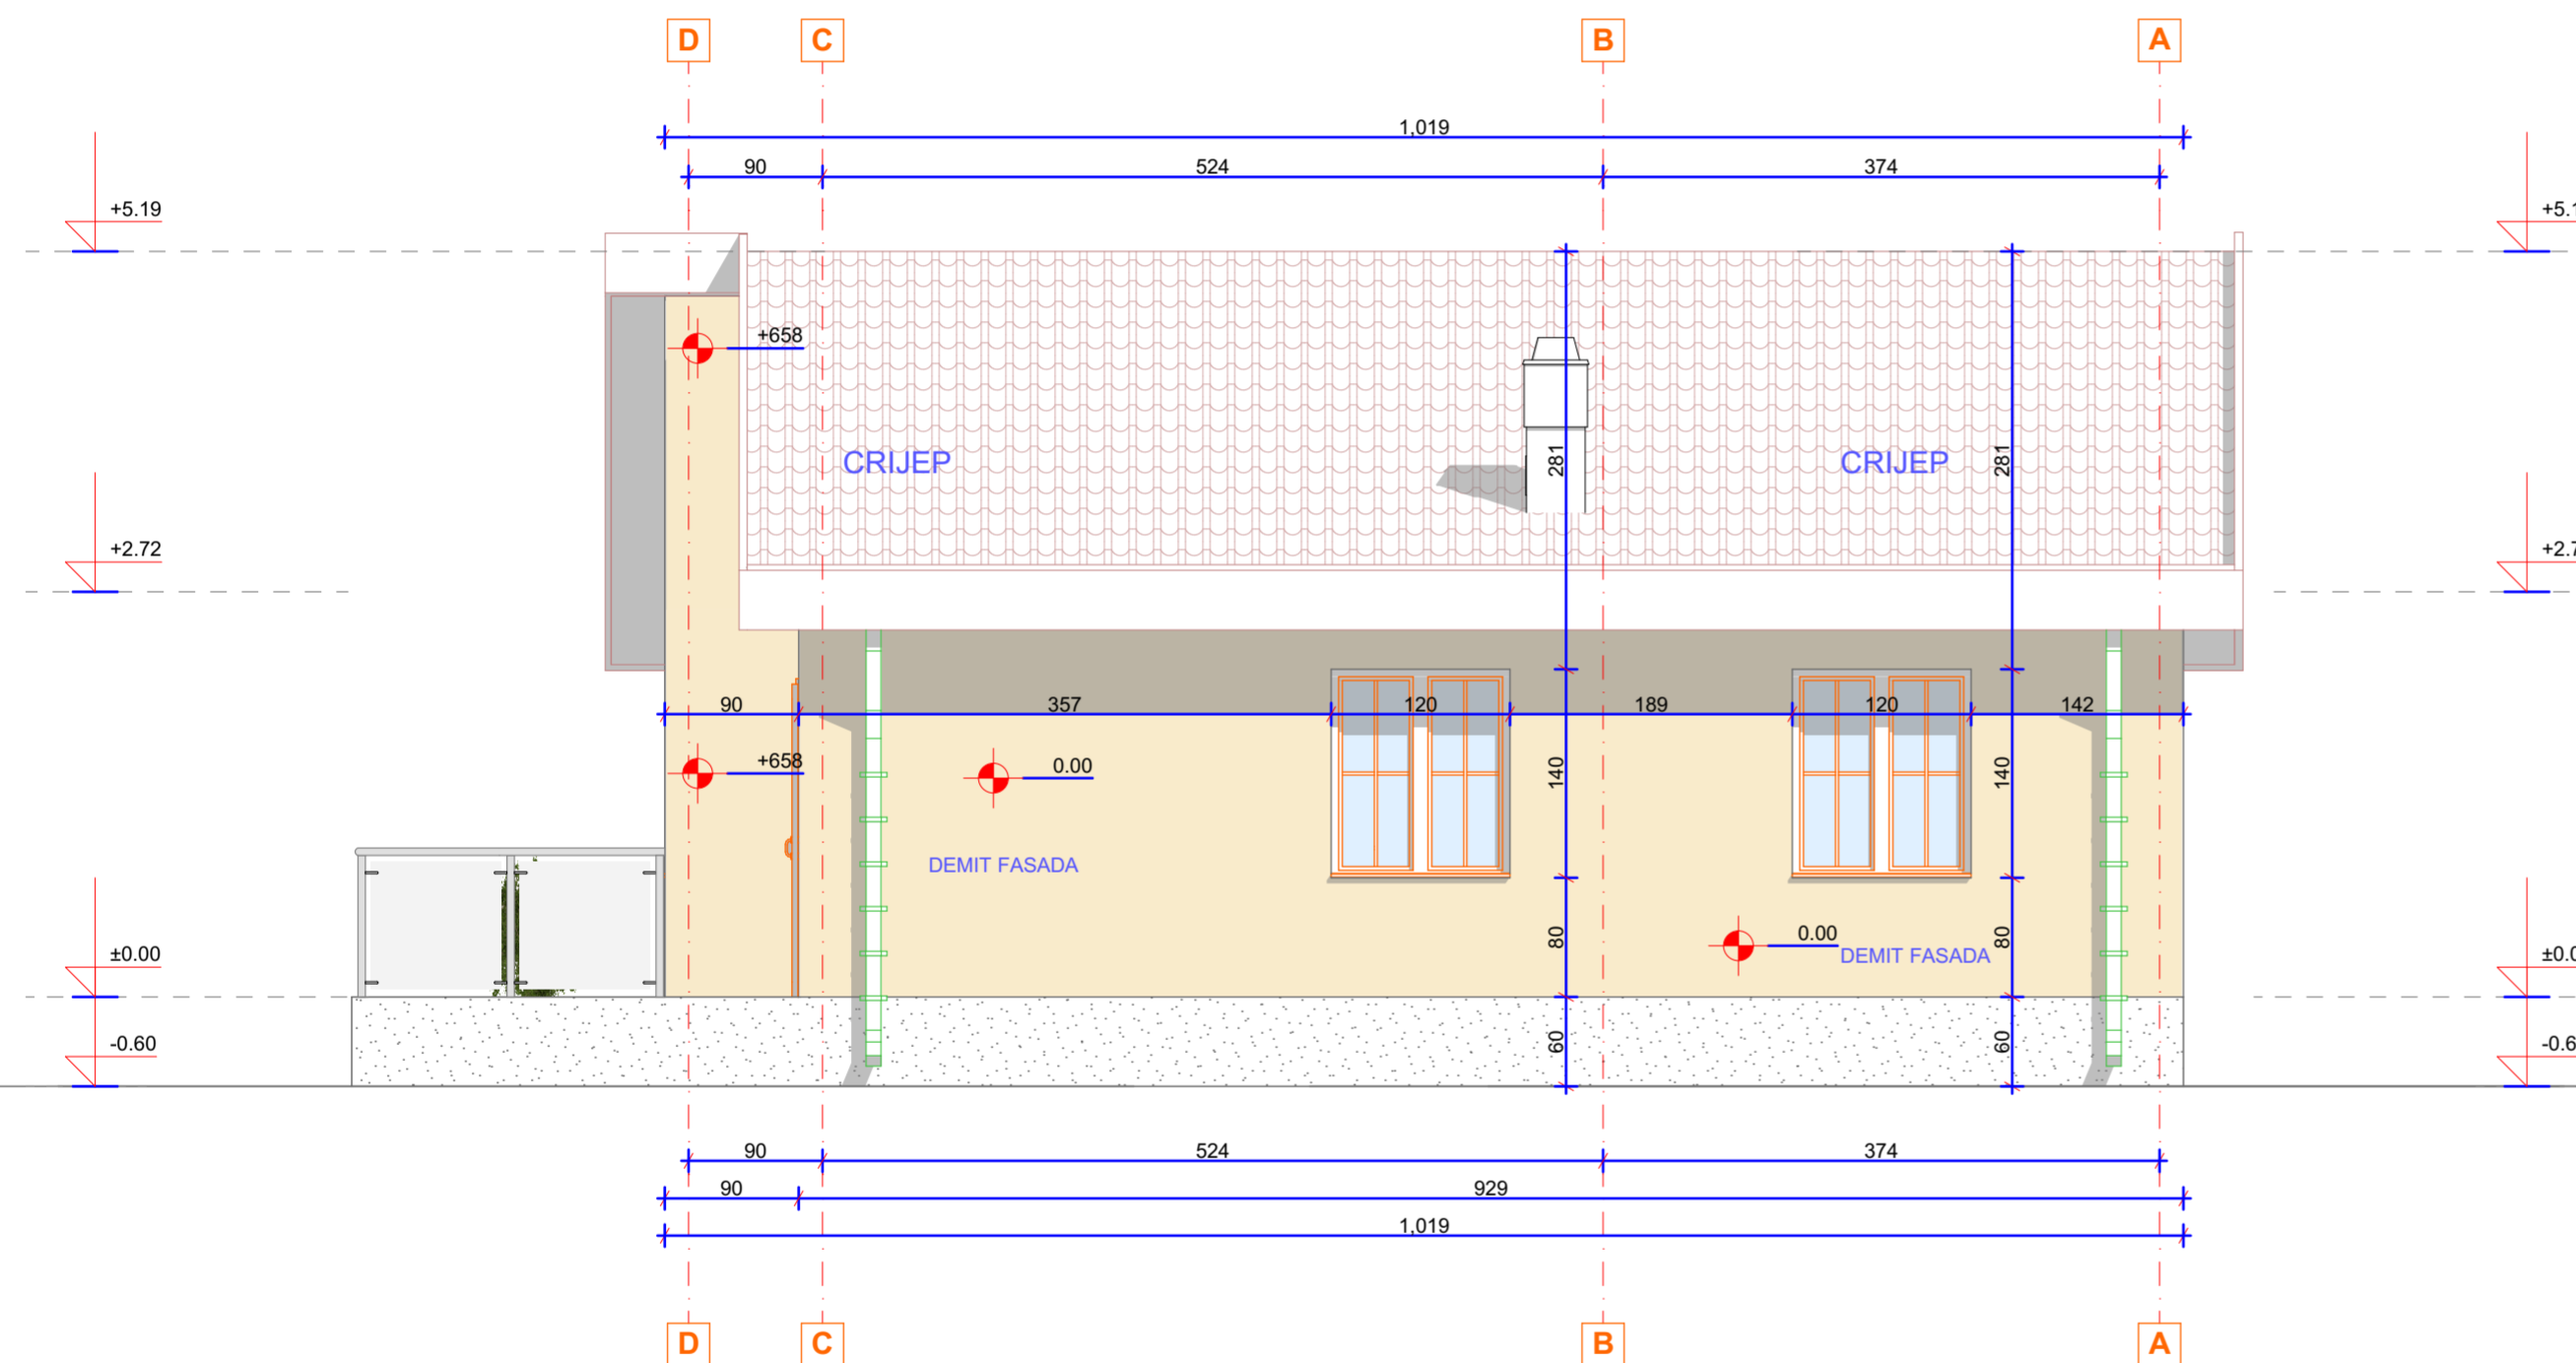 D C B A
1,019
90 524 374
+5.19 +5.1
+658
CRIJEP 281 CRIJEP 281
+2.72 +2.7
90 357 120 189 120 142
+658 0.00 140 140
DEMIT FASADA
±0.00 0.00 80 80 ±0.0
DEMIT FASADA
-0.60 60 60 -0.6
90 524 374
90 929
1,019
D C B A